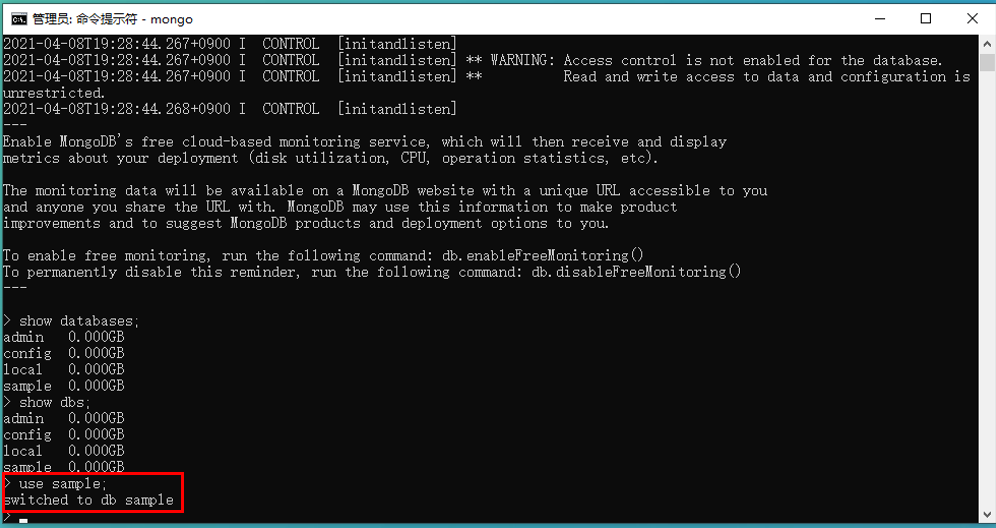 管理员: 命令提示符 - mongo
2021-04-08T19:28:44.267+0900 I  CONTROL  [initandlisten]
2021-04-08T19:28:44.267+0900 I  CONTROL  [initandlisten] ** WARNING: Access control is not enabled for the database.
2021-04-08T19:28:44.267+0900 I  CONTROL  [initandlisten] **          Read and write access to data and configuration is
unrestricted.
2021-04-08T19:28:44.268+0900 I  CONTROL  [initandlisten]
---
Enable MongoDB's free cloud-based monitoring service, which will then receive and display
metrics about your deployment (disk utilization, CPU, operation statistics, etc).
The monitoring data will be available on a MongoDB website with a unique URL accessible to you
and anyone you share the URL with. MongoDB may use this information to make product
improvements and to suggest MongoDB products and deployment options to you.
To enable free monitoring, run the following command: db.enableFreeMonitoring()
To permanently disable this reminder, run the following command: db.disableFreeMonitoring()
---
> show databases;
admin   0.000GB
config  0.000GB
local   0.000GB
sample  0.000GB
> show dbs;
admin   0.000GB
config  0.000GB
local   0.000GB
sample  0.000GB
> use sample;
switched to db sample
>